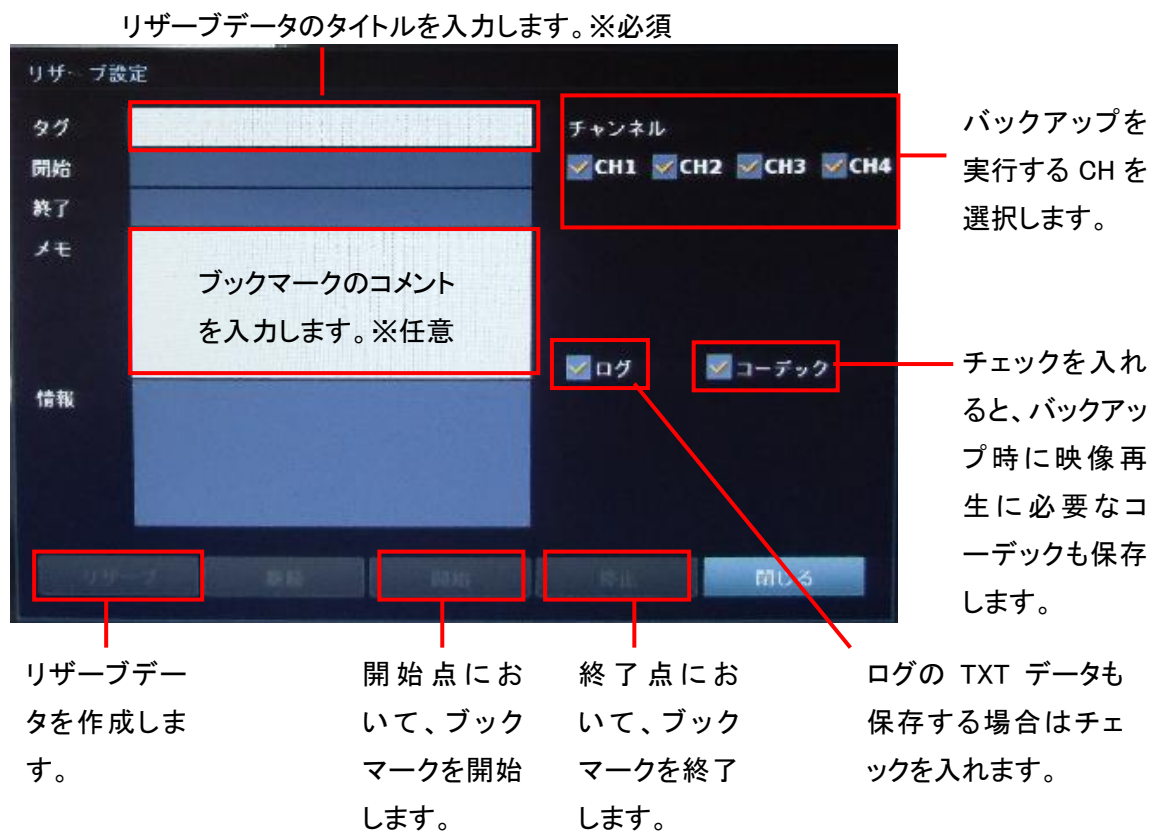 リザーブデータのタイトルを入力します。※必須
リザーブ設定
タグ
開始
終了
メモ
情報
ブックマークのコメント
を入力します。※任意
チャンネル
CH1 CH2 CH3 CH4
ログ コーデック
リザーブ
開始
停止
閉じる
バックアップを
実行する CH を
選択します。
チェックを入れ
ると、バックアッ
プ時に映像再
生に必要なコ
ーデックも保存
します。
リザーブデー
タを作成しま
す。
開始点にお
いて、ブック
マークを開始
します。
終了点にお
いて、ブック
マークを終了
します。
ログの TXT データも
保存する場合はチェ
ックを入れます。